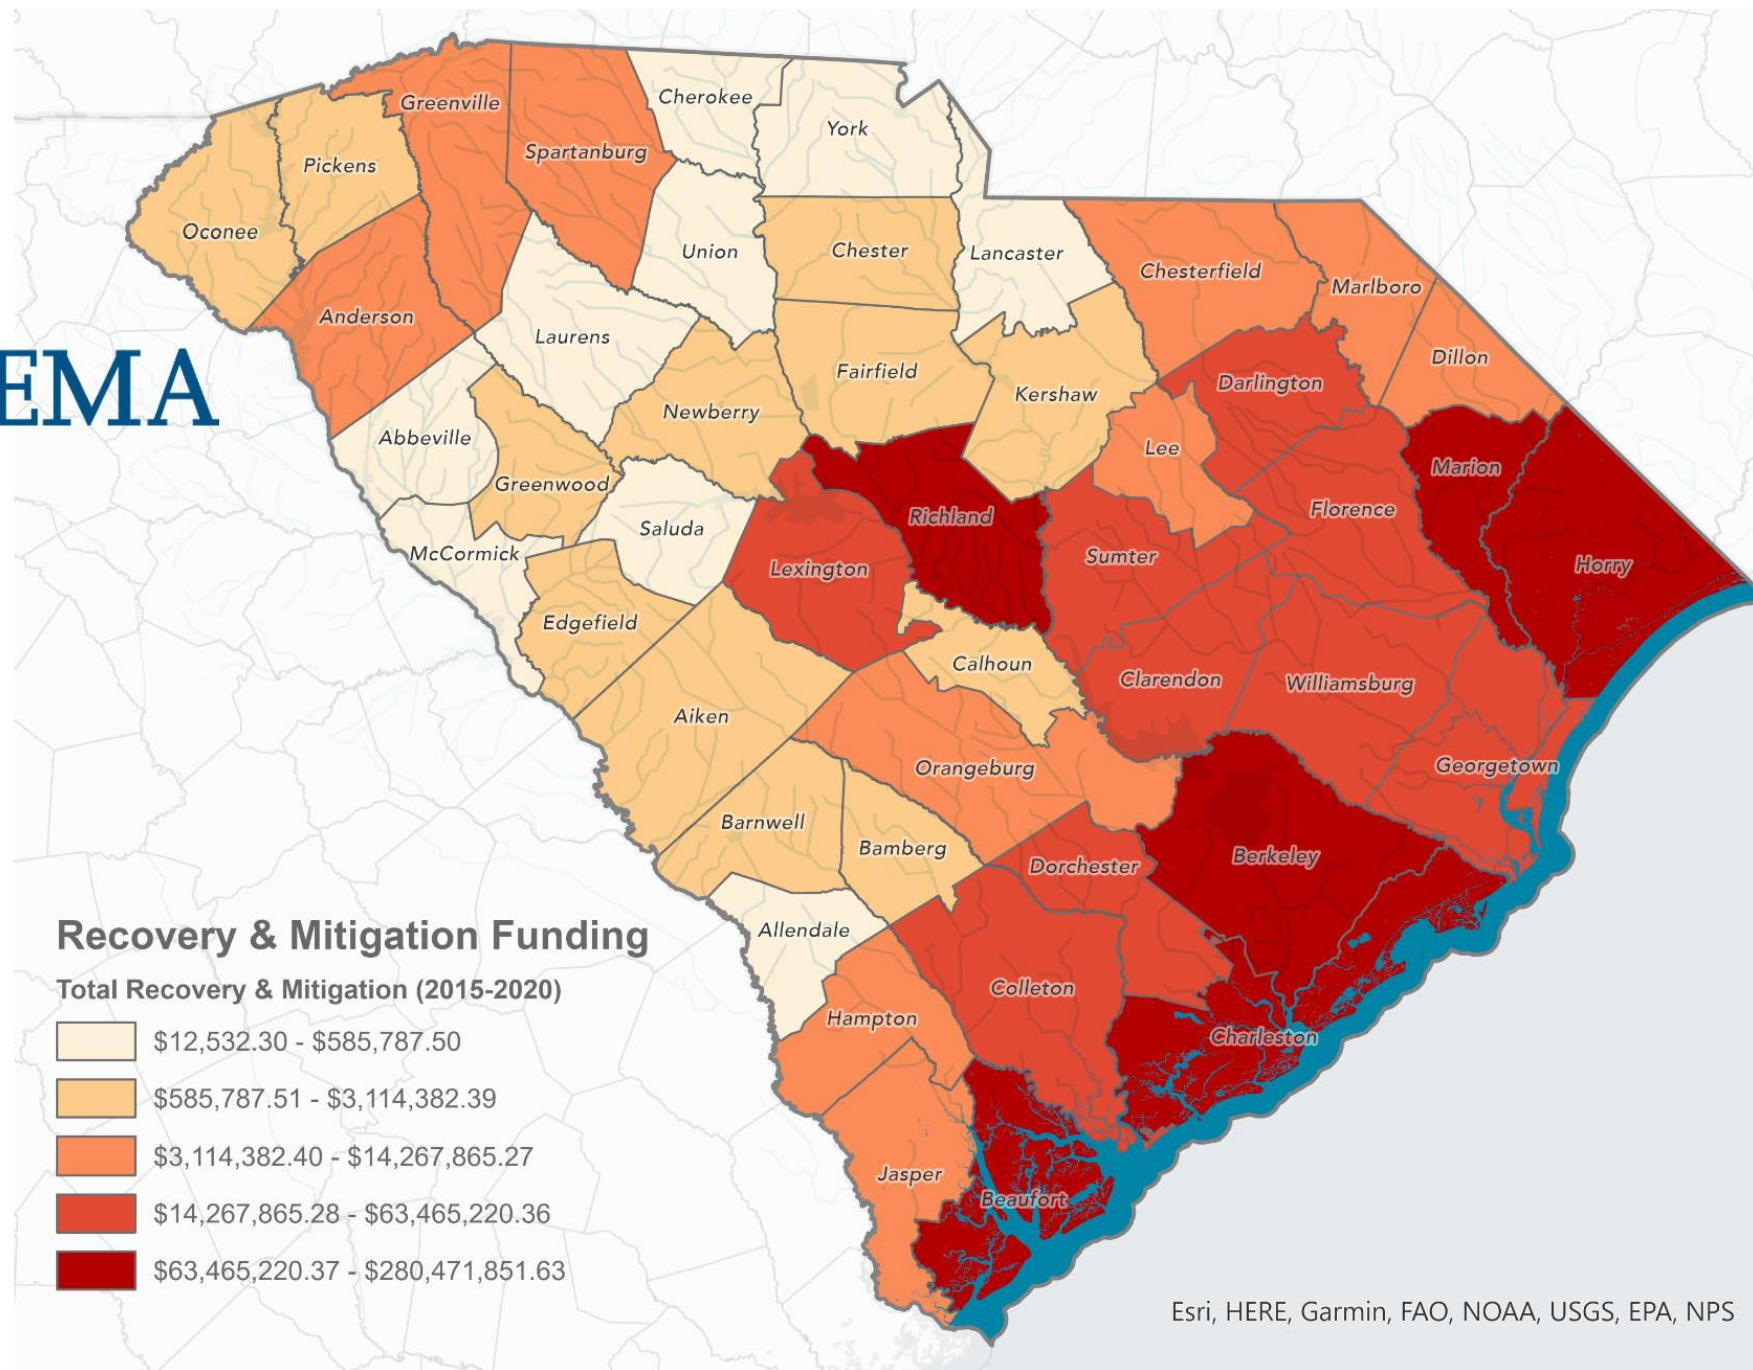 Greenville
Cherokee
York
Spartanburg
Pickens
Oconee
Union
Chester
Lancaster
Chesterfield
Marlboro
Anderson
Laurens
Dillon
EMA
Fairfield
Darlington
Kershaw
Newberry
Abbeville
Lee
Marion
Greenwood
Florence
Richland
Saluda
McCormick
Sumter
Horry
Lexington
Edgefield
Calhoun
Clarendon
Williamsburg
Aiken
Orangeburg
Georgetown
Barnwell
Bamberg
Berkeley
Dorchester
Allendale
Colleton
Hampton
Charleston
Jasper
Beaufort
Recovery & Mitigation Funding
Total Recovery & Mitigation (2015-2020)
$12,532.30 - $585,787.50
$585,787.51 - $3,114,382.39
$3,114,382.40 - $14,267,865.27
$14,267,865.28 - $63,465,220.36
$63,465,220.37 - $280,471,851.63
Esri, HERE, Garmin, FAO, NOAA, USGS, EPA, NPS